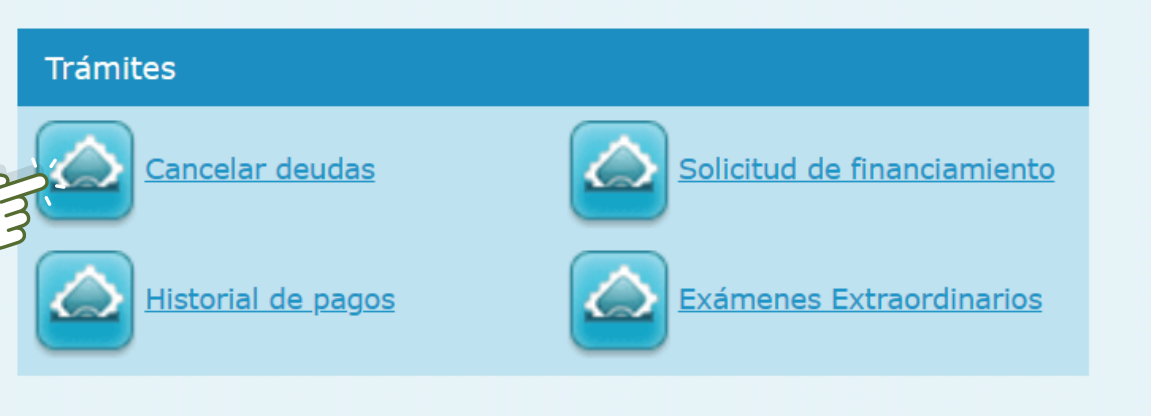 Trámites
Cancelar deudas
Solicitud de financiamiento
Historial de pagos
Exámenes Extraordinarios